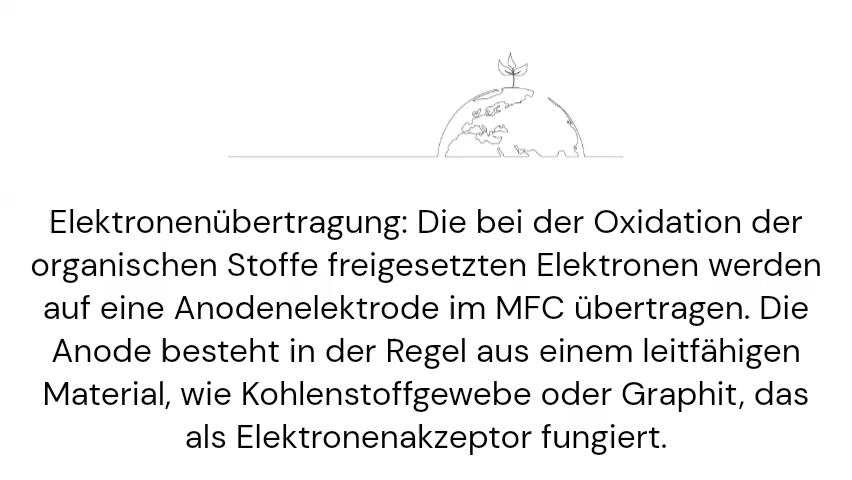 Elektronenübertragung: Die bei der Oxidation der
organischen Stoffe freigesetzten Elektronen werden
auf eine Anodenelektrode im MFC übertragen. Die
Anode besteht in der Regel aus einem leitfähigen
Material, wie Kohlenstoffgewebe oder Graphit, das
als Elektronenakzeptor fungiert.